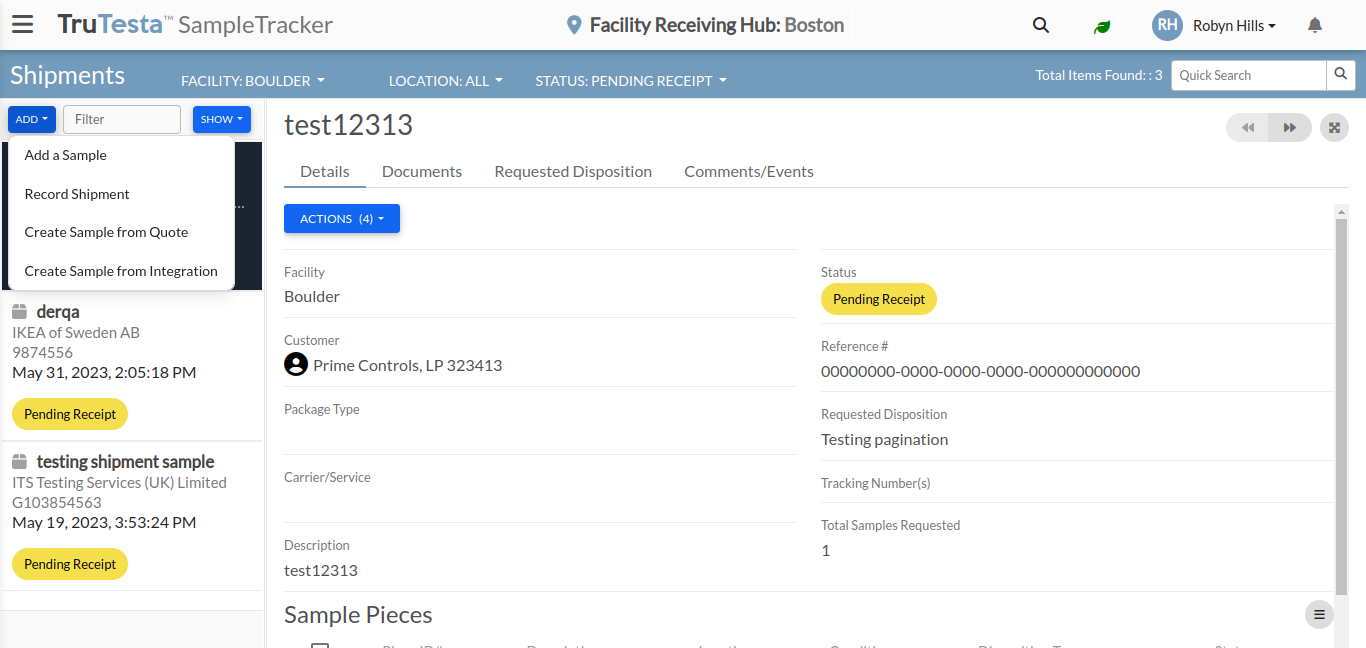 TruTesta™ SampleTracker
Facility Receiving Hub: Boston
RH Robyn Hills
Shipments
FACILITY: BOULDER
LOCATION: ALL
STATUS: PENDING RECEIPT
Total Items Found: : 3
Quick Search
ADD
Filter
SHOW
Add a Sample
Record Shipment
Create Sample from Quote
Create Sample from Integration
...
derqa
IKEA of Sweden AB
9874556
May 31, 2023, 2:05:18 PM
Pending Receipt
testing shipment sample
ITS Testing Services (UK) Limited
G103854563
May 19, 2023, 3:53:24 PM
Pending Receipt
test12313
Details
Documents
Requested Disposition
Comments/Events
ACTIONS (4)
Facility
Boulder
Customer
Prime Controls, LP 323413
Package Type
Carrier/Service
Description
test12313
Status
Pending Receipt
Reference #
00000000-0000-0000-0000-000000000000
Requested Disposition
Testing pagination
Tracking Number(s)
Total Samples Requested
1
Sample Pieces